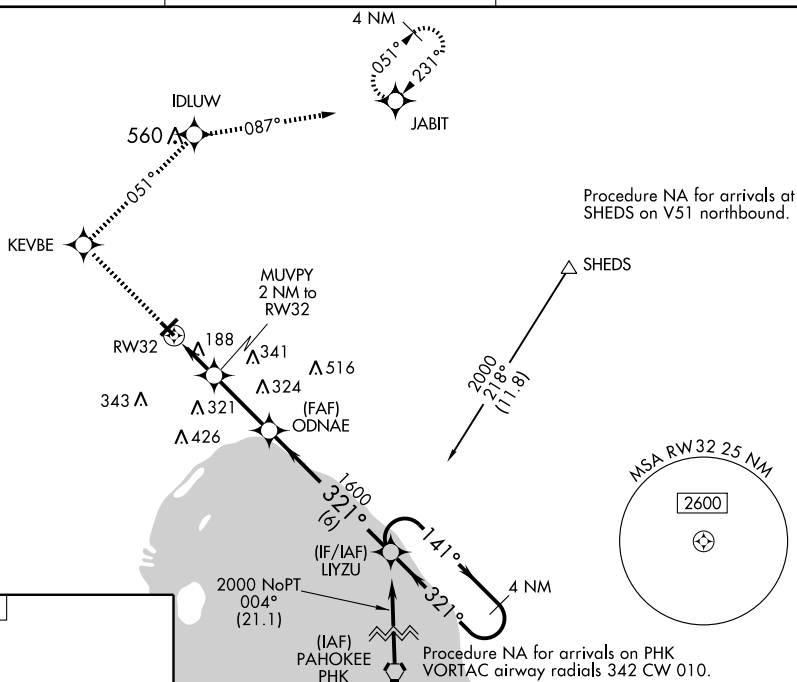 4 NM
051°
231°
JABIT
IDLUW
560
087°
051°
KEVBE
Procedure NA for arrivals at
SHEDS on V51 northbound.
SHEDS
2000
218°
(11.8)
MUVPY
2 NM to
RW32
RW32
188
341
516
324
343
321
426
(FAF)
ODNAE
1600
321°
(6)
MSA RW32 25 NM
2600
(IF/IAF)
LIYZU
141°
321°
4 NM
2000 NoPT
004°
(21.1)
(IAF)
PAHOKEE
PHK
Procedure NA for arrivals on PHK
VORTAC airway radials 342 CW 010.